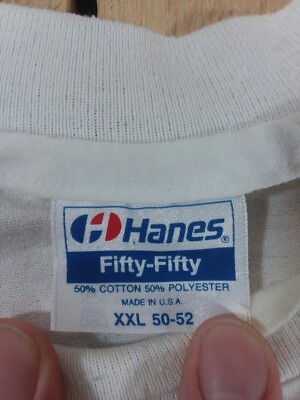 Hanes®
Fifty-Fifty
50% COTTON 50% POLYESTER
MADE IN U.S.A.
XXL 50-52